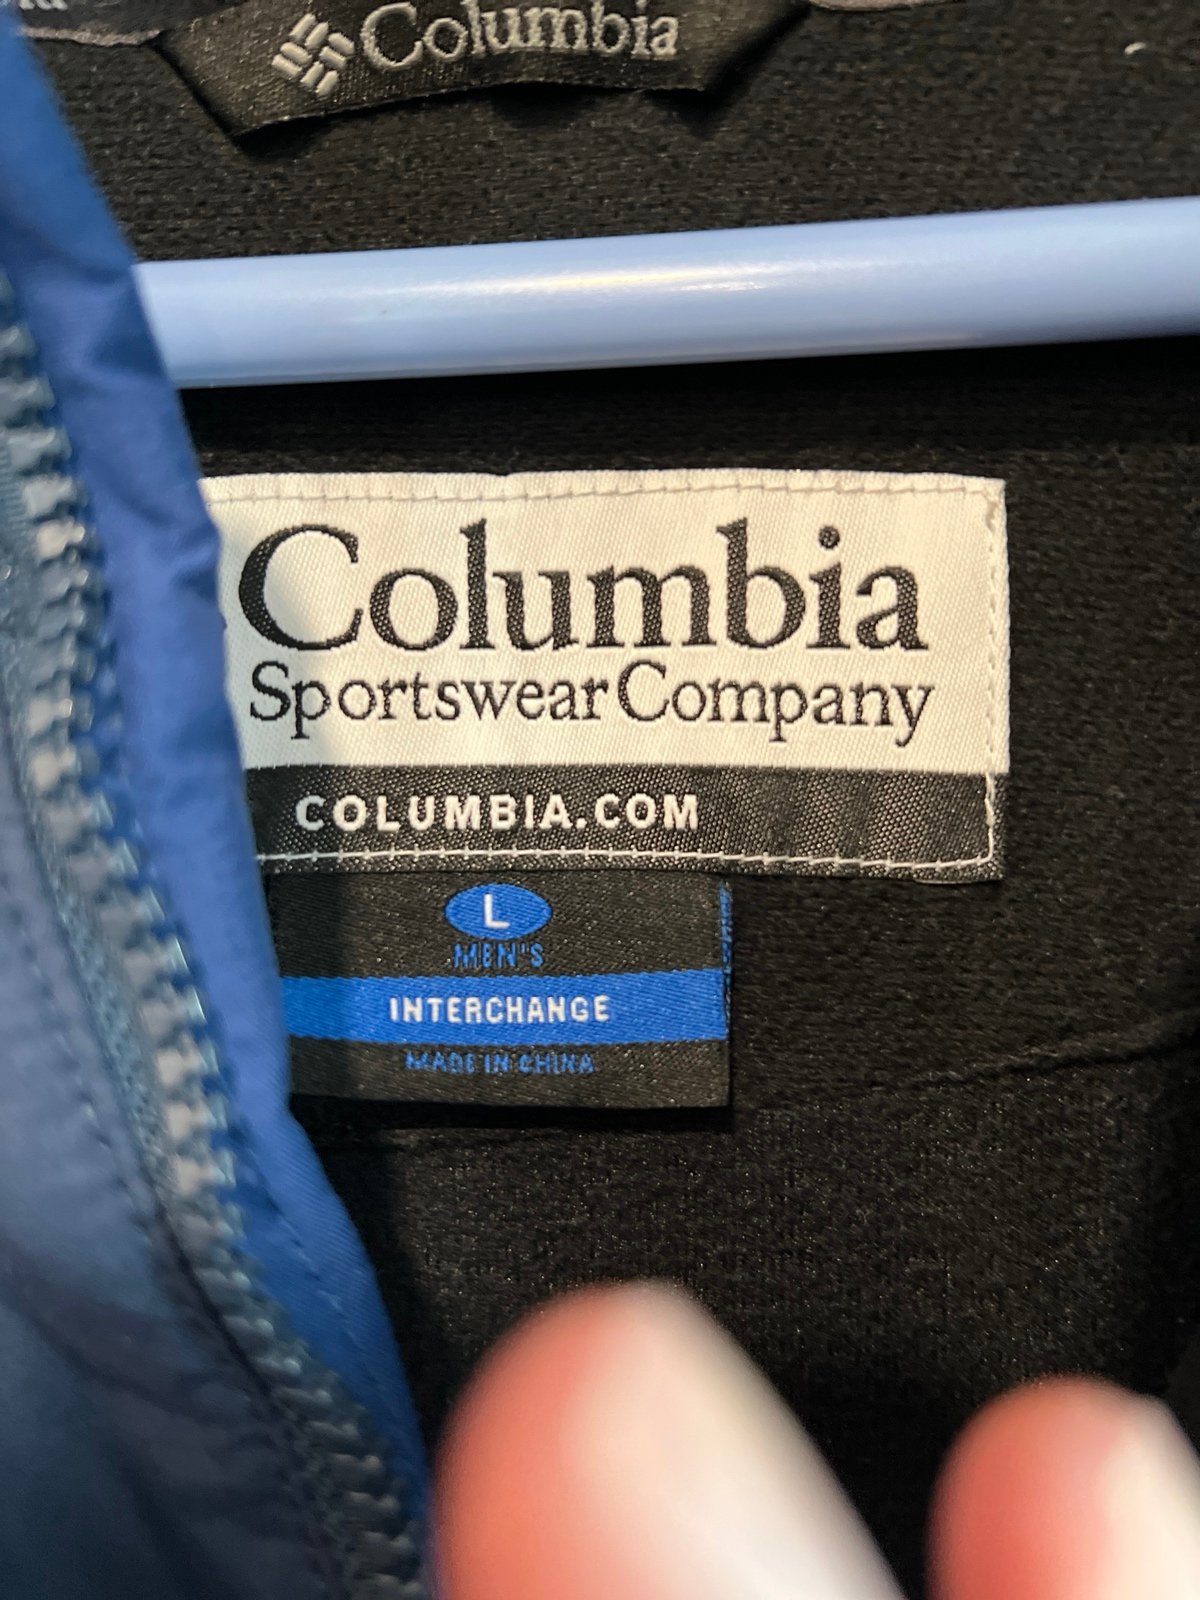 Columbia
Columbia
Sportswear Company
COLUMBIA.COM
L
MEN'S
INTERCHANGE
MADE IN CHINA